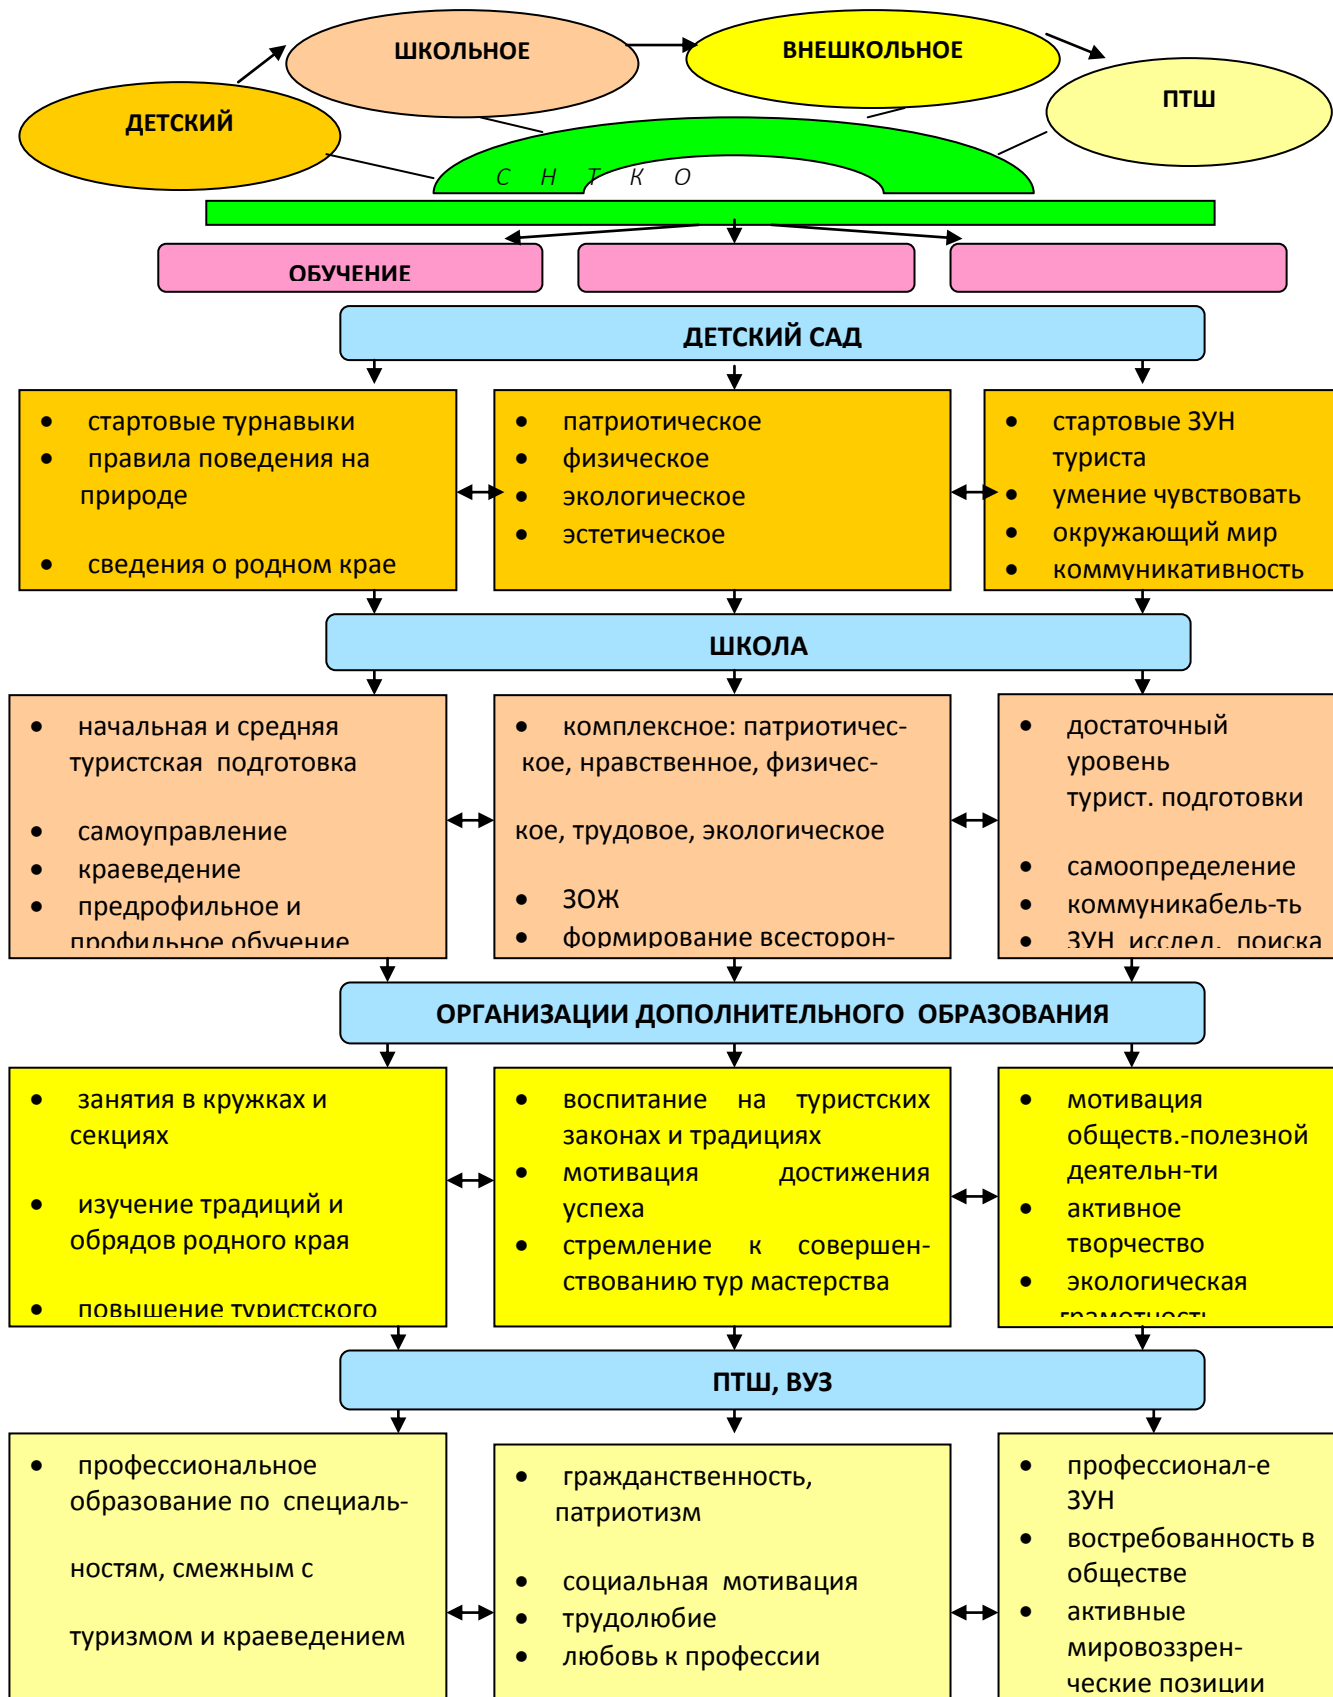 ШКОЛЬНОЕ
ВНЕШКОЛЬНОЕ
ДЕТСКИЙ
ПТШ
С Н Т К О
ОБУЧЕНИЕ
ДЕТСКИЙ САД
• стартовые турнавыки
• правила поведения на
природе
• сведения о родном крае
• патриотическое
• физическое
• экологическое
• эстетическое
• стартовые ЗУН
туриста
• умение чувствовать
• окружающий мир
• коммуникативность
ШКОЛА
• начальная и средняя
туристская подготовка
• самоуправление
• краеведение
• предрофильное и
профильное обучение
• комплексное: патриотичес-
кое, нравственное, физичес-
кое, трудовое, экологическое
• ЗОЖ
• формирование всесторон-
• достаточный
уровень
турист. подготовки
• самоопределение
• коммуникабель-ть
• ЗУН исслед. поиска
ОРГАНИЗАЦИИ ДОПОЛНИТЕЛЬНОГО ОБРАЗОВАНИЯ
• занятия в кружках и
секциях
• изучение традиций и
обрядов родного края
• повышение туристского
• воспитание на туристских
законах и традициях
• мотивация достижения
успеха
• стремление к совершен-
ствованию тур мастерства
• мотивация
обществ.-полезной
деятельн-ти
• активное
творчество
• экологическая
грамотность
ПТШ, ВУЗ
• профессиональное
образование по специаль-
ностям, смежным с
туризмом и краеведением
• гражданственность,
патриотизм
• социальная мотивация
• трудолюбие
• любовь к профессии
• профессионал-е
ЗУН
• востребованность в
обществе
• активные
мировоззрен-
ческие позиции